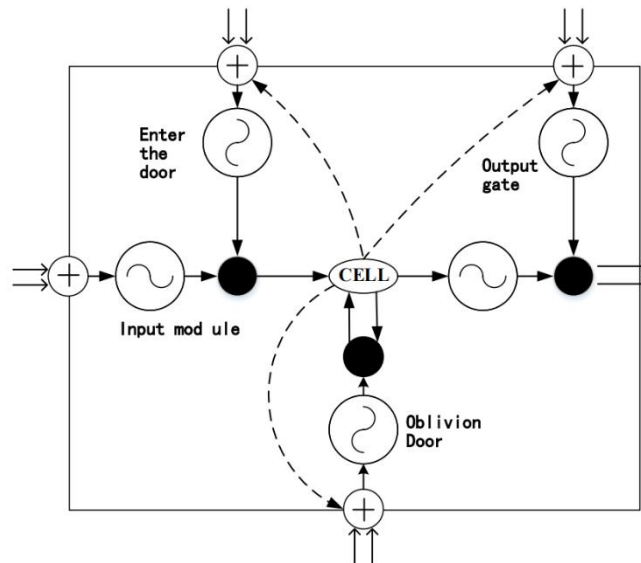 Enter
the
door
Output
gate
CELL
Input mod ule
Oblivion
Door